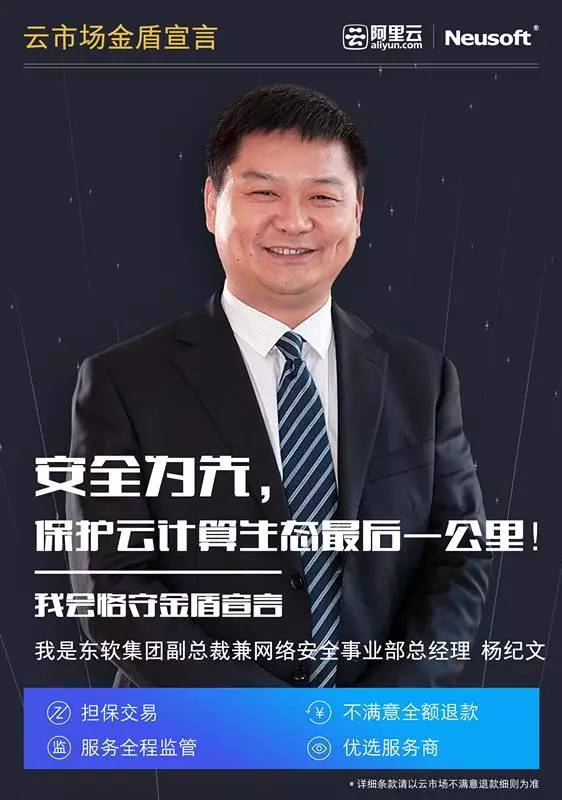 云市场金盾宣言
阿里云
aliyun.com
Neusoft®
安全为先，
保护云计算生态最后一公里！
我会恪守金盾宣言
我是东软集团副总裁兼网络安全事业部总经理 杨纪文
担保交易
¥ 不满意全额退款
监 服务全程监管
优选服务商
* 详细条款请以云市场不满意退款细则为准